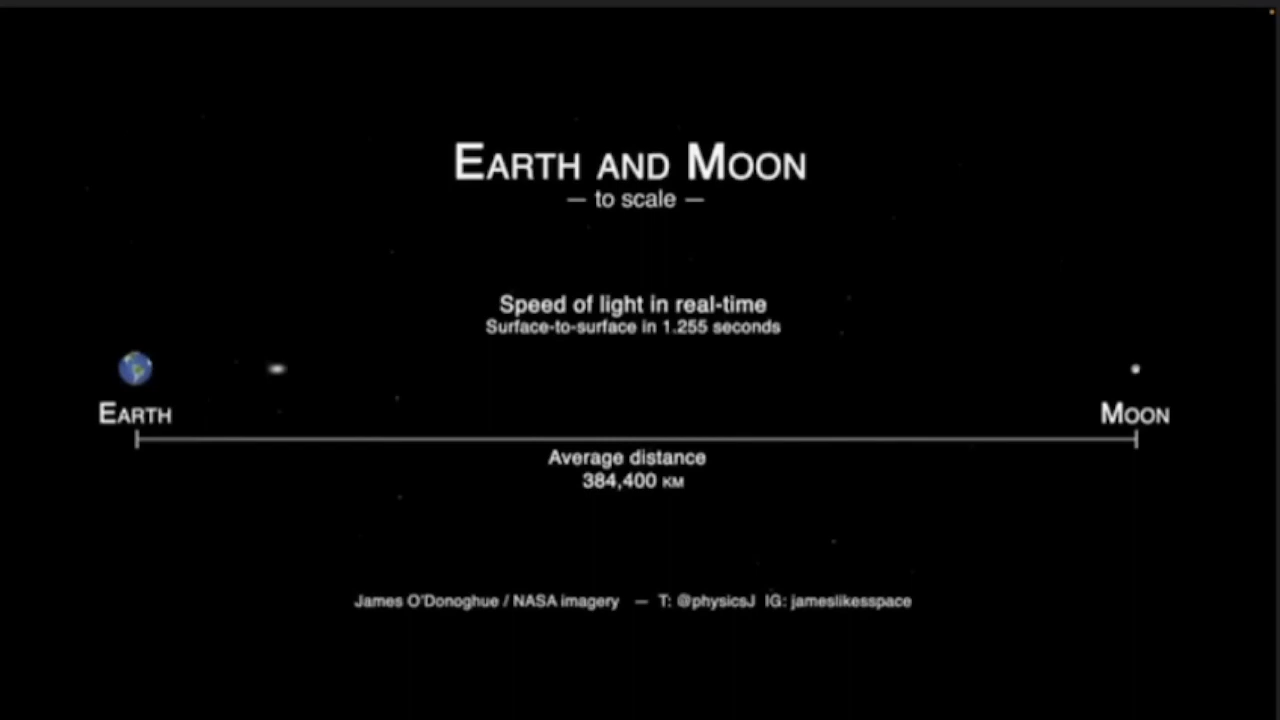 EARTH AND MOON
— to scale —
Speed of light in real-time
Surface-to-surface in 1.255 seconds
EARTH
MOON
Average distance
384,400 KM
James O'Donoghue / NASA imagery — T: @physicsJ IG: jameslikesspace